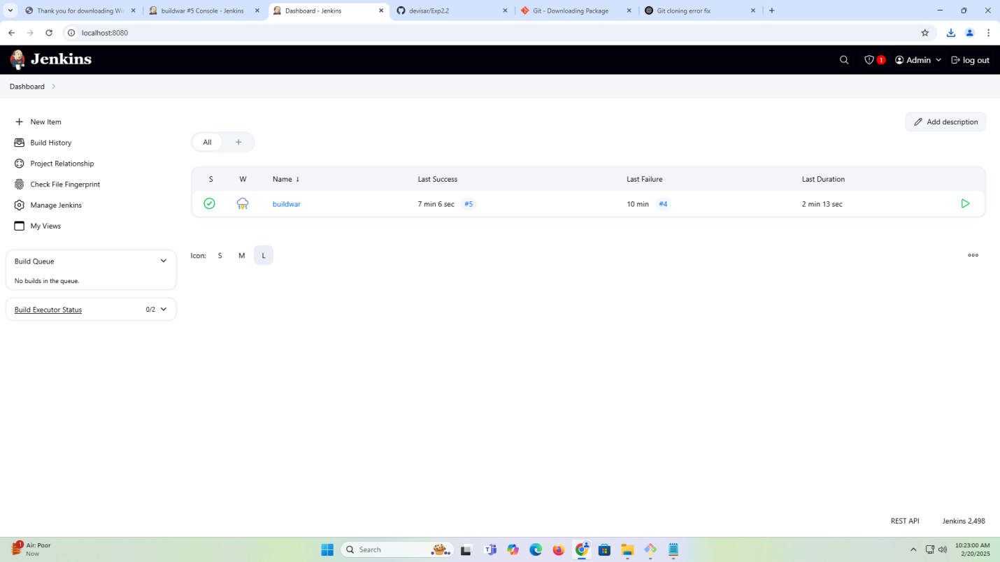 Thank you for downloading Wi
buildwar #5 Console - Jenkins
Dashboard - Jenkins
devisar/Exp2.2
Git - Downloading Package
Git cloning error fix
localhost:8080
Jenkins
1
Admin
log out
Dashboard
New Item
Add description
Build History
All
Project Relationship
Check File Fingerprint
S W Name ↓ Last Success Last Failure Last Duration
Manage Jenkins
buildwar 7 min 6 sec #5 10 min #4 2 min 13 sec
My Views
Build Queue
Icon: S M L
No builds in the queue.
Build Executor Status 0/2
REST API Jenkins 2.498
1
Air: Poor
Now
Search
10:23:00 AM
2/20/2025